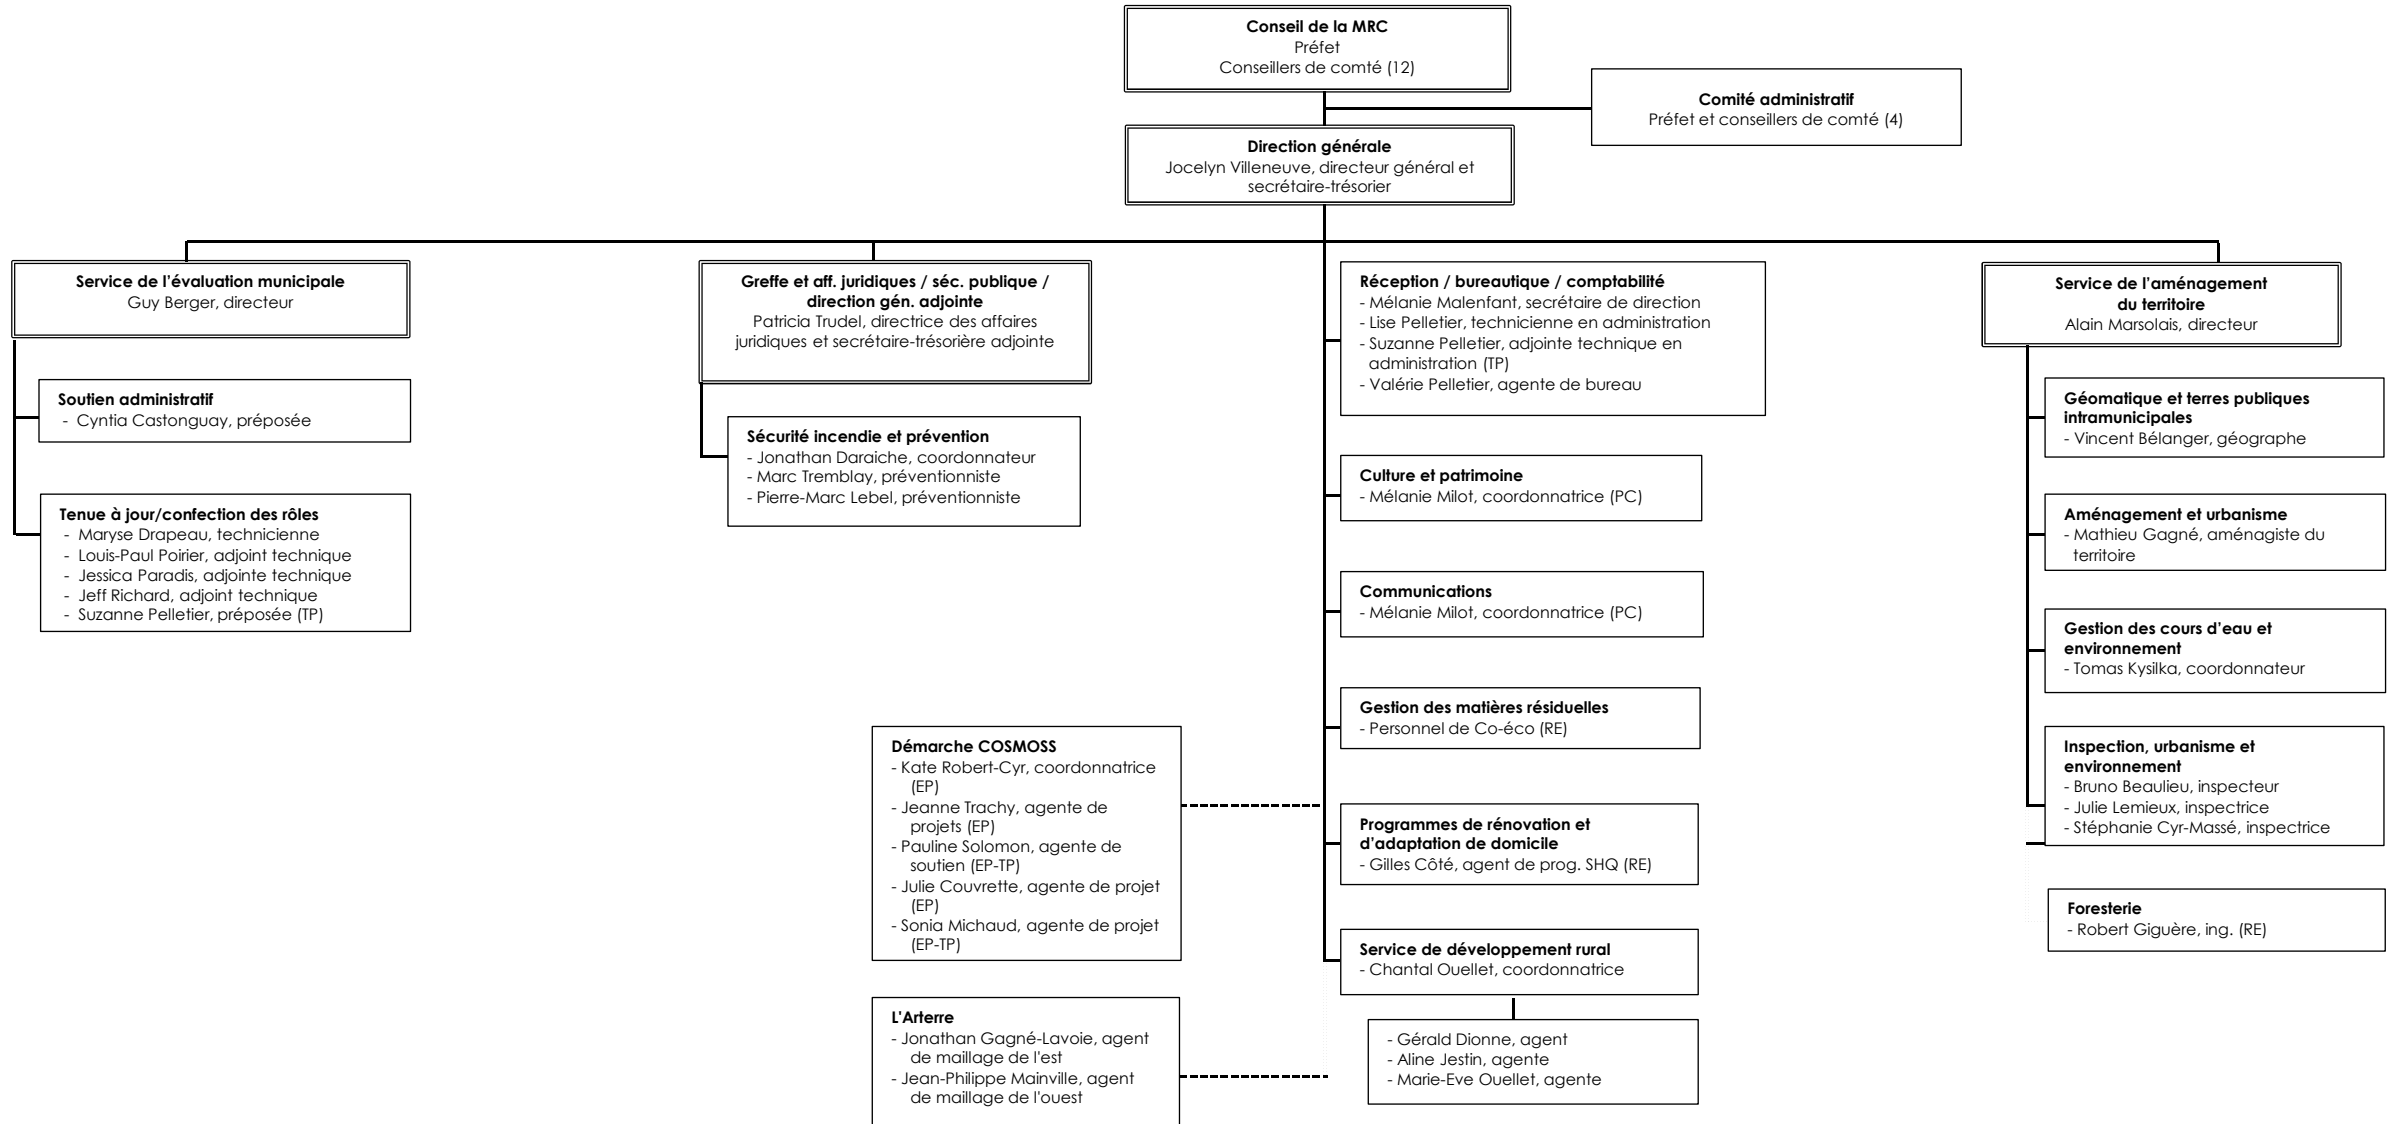 Conseil de la MRC
Préfet
Conseillers de comté (12)
Comité administratif
Préfet et conseillers de comté (4)
Direction générale
Jocelyn Villeneuve, directeur général et
secrétaire-trésorier
Service de l'évaluation municipale
Guy Berger, directeur
Soutien administratif
- Cyntia Castonguay, préposée
Tenue à jour/confection des rôles
- Maryse Drapeau, technicienne
- Louis-Paul Poirier, adjoint technique
- Jessica Paradis, adjointe technique
- Jeff Richard, adjoint technique
- Suzanne Pelletier, préposée (TP)
Greffe et aff. juridiques / séc. publique /
direction gén. adjointe
Patricia Trudel, directrice des affaires
juridiques et secrétaire-trésorière adjointe
Sécurité incendie et prévention
- Jonathan Daraiche, coordonnateur
- Marc Tremblay, préventionniste
- Pierre-Marc Lebel, préventionniste
Démarche COSMOSS
- Kate Robert-Cyr, coordonnatrice
(EP)
- Jeanne Trachy, agente de
projets (EP)
- Pauline Solomon, agente de
soutien (EP-TP)
- Julie Couvrette, agente de projet
(EP)
- Sonia Michaud, agente de projet
(EP-TP)
L'Arterre
- Jonathan Gagné-Lavoie, agent
de maillage de l'est
- Jean-Philippe Mainville, agent
de maillage de l'ouest
Réception / bureautique / comptabilité
- Mélanie Malenfant, secrétaire de direction
- Lise Pelletier, technicienne en administration
- Suzanne Pelletier, adjointe technique en
administration (TP)
- Valérie Pelletier, agente de bureau
Culture et patrimoine
- Mélanie Milot, coordonnatrice (PC)
Communications
- Mélanie Milot, coordonnatrice (PC)
Gestion des matières résiduelles
- Personnel de Co-éco (RE)
Programmes de rénovation et
d'adaptation de domicile
- Gilles Côté, agent de prog. SHQ (RE)
Service de développement rural
- Chantal Ouellet, coordonnatrice
- Gérald Dionne, agent
- Aline Jestin, agente
- Marie-Eve Ouellet, agente
Service de l'aménagement
du territoire
Alain Marsolais, directeur
Géomatique et terres publiques
intramunicipales
- Vincent Bélanger, géographe
Aménagement et urbanisme
- Mathieu Gagné, aménagiste du
territoire
Gestion des cours d'eau et
environnement
- Tomas Kysilka, coordonnateur
Inspection, urbanisme et
environnement
- Bruno Beaulieu, inspecteur
- Julie Lemieux, inspectrice
- Stéphanie Cyr-Massé, inspectrice
Foresterie
- Robert Giguère, ing. (RE)